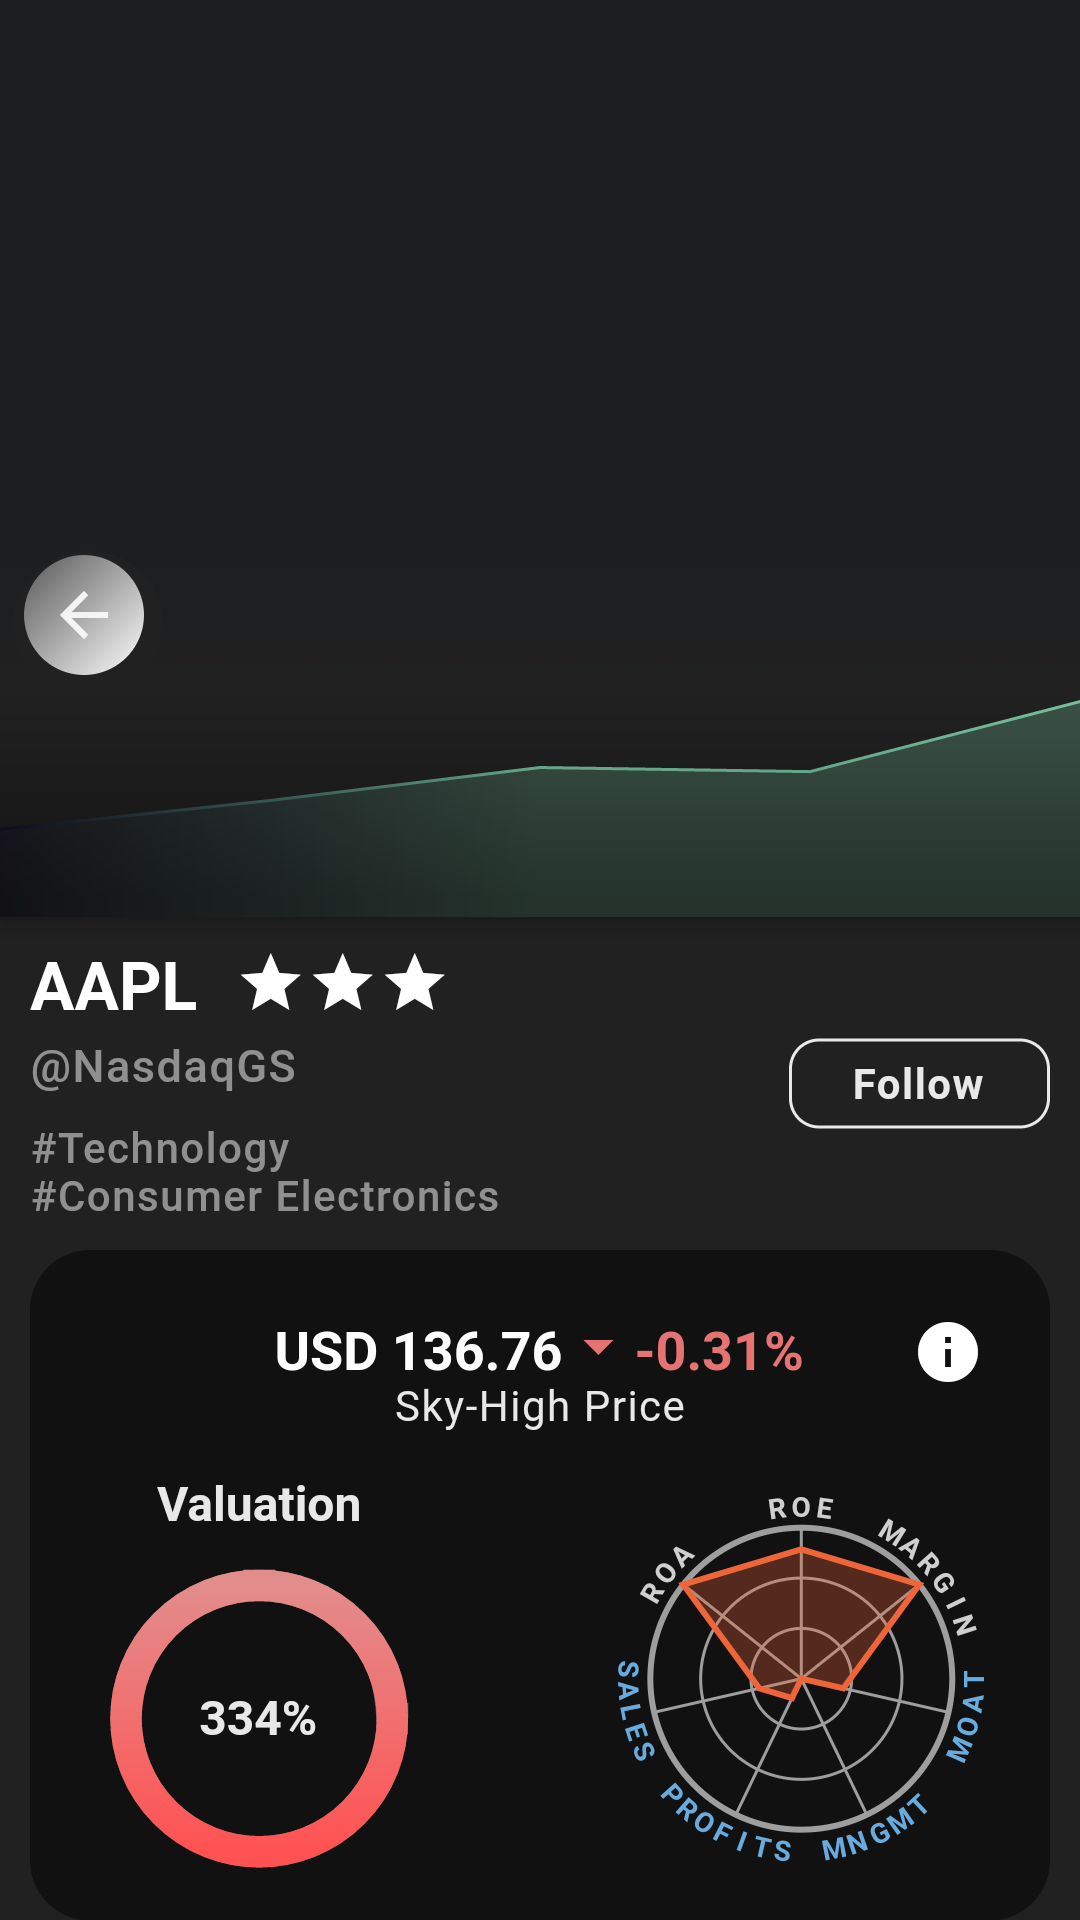 AAPL
@NasdaqGS
Follow
#Technology
#Consumer Electronics
USD 136.76 -0.31%
Sky-High Price
Valuation
334%
ROE
MARGIN
MOAT
MNGMT
PROFITS
SALES
ROA